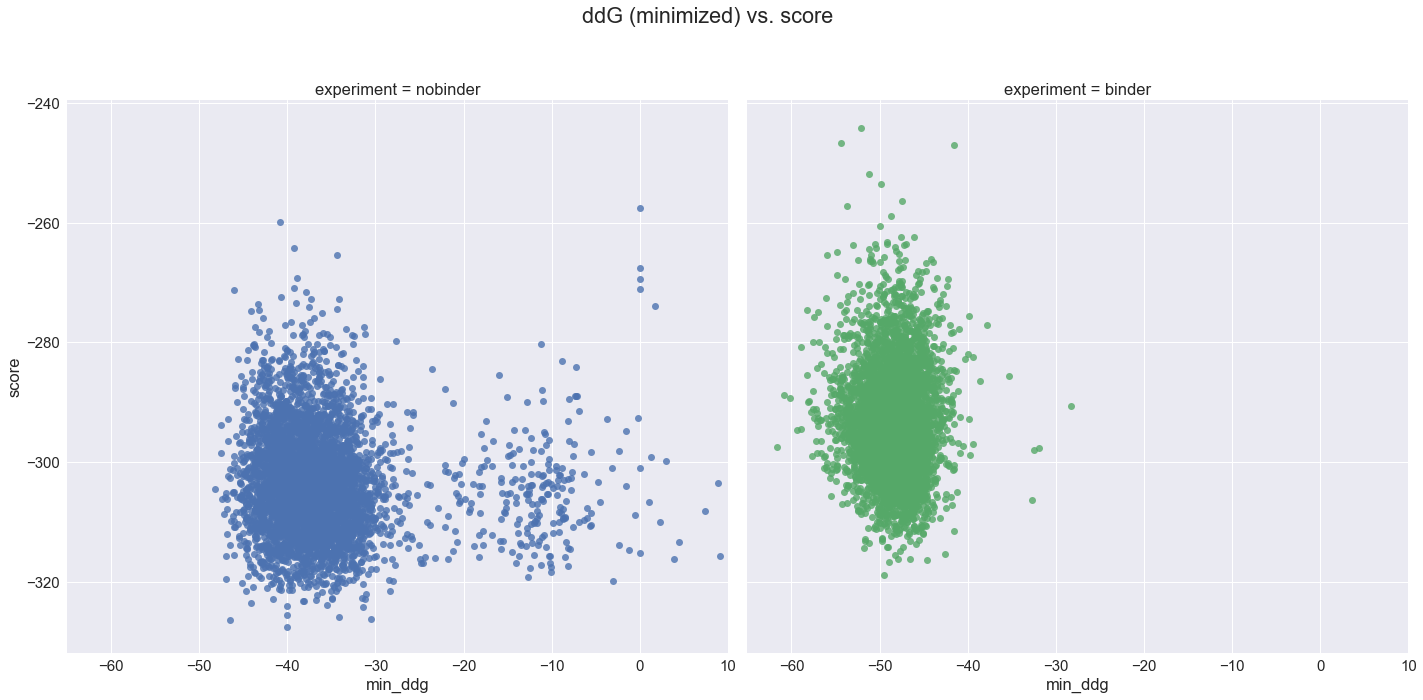 ddG (minimized) vs. score
experiment = nobinder
experiment = binder
−240
−260
−280
−300
−320
score
−60 −50 −40 −30 −20 −10 0 10
−60 −50 −40 −30 −20 −10 0 10
min_ddg
min_ddg